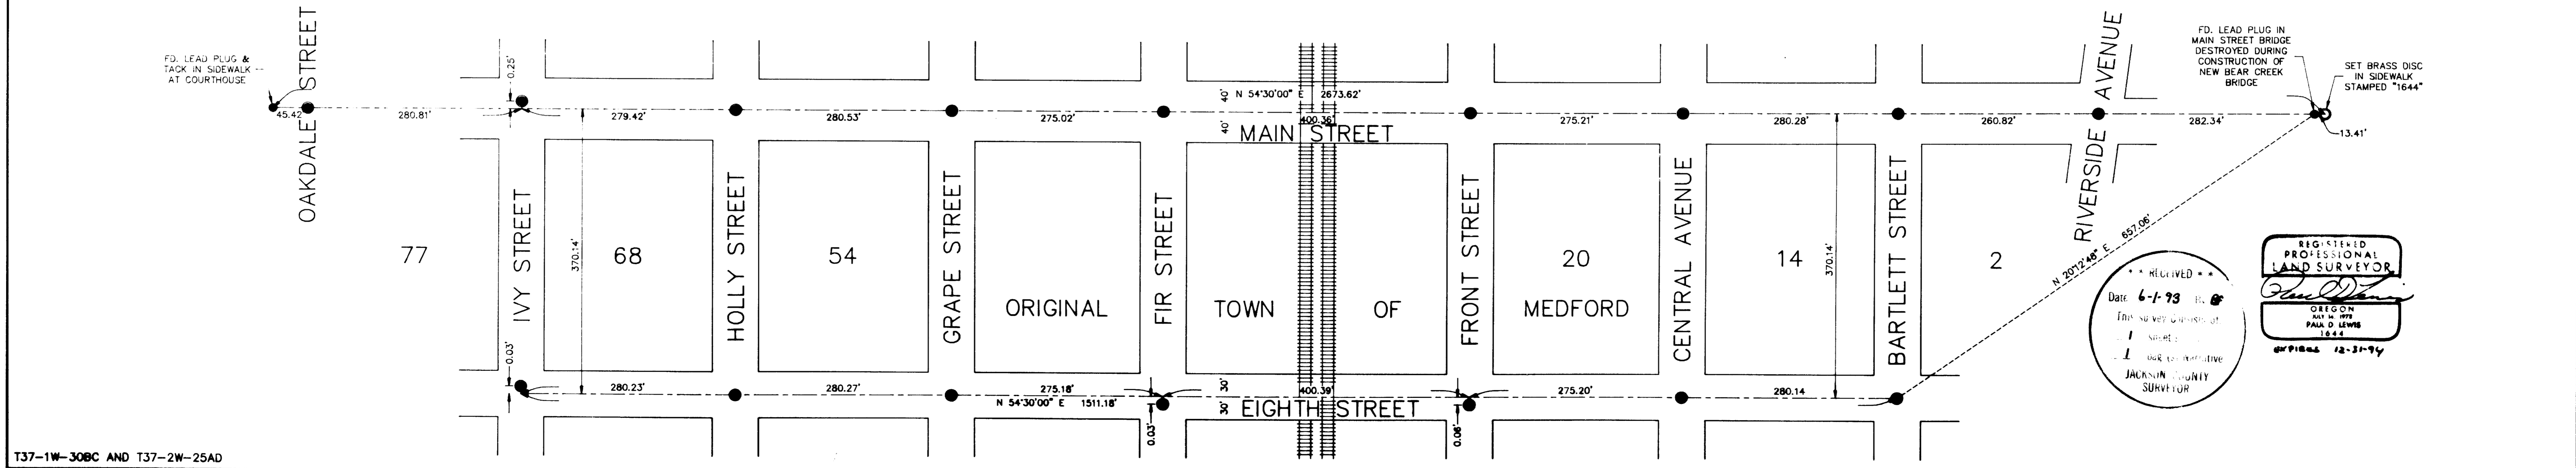 FD. LEAD PLUG &
TACK IN SIDEWALK
AT COURTHOUSE
OAKDALE STREET
0.25'
40' N 54°30'00" E 2673.62'
40'
FD. LEAD PLUG IN
MAIN STREET BRIDGE
DESTROYED DURING
CONSTRUCTION OF
NEW BEAR CREEK
BRIDGE
SET BRASS DISC
IN SIDEWALK
STAMPED "1644"
45.42
280.81'
279.42'
280.53'
275.02'
400.36'
275.21'
280.28'
260.82'
282.34'
13.41'
MAIN STREET
RIVERSIDE AVENUE
IVY STREET
370.14'
HOLLY STREET
GRAPE STREET
FIR STREET
FRONT STREET
CENTRAL AVENUE
370.14'
BARTLETT STREET
77
68
54
20
14
2
ORIGINAL TOWN OF MEDFORD
N 20°12'48" E 657.06'
0.03'
280.23'
280.27'
275.18'
30'
400.39'
275.20'
280.14
N 54°30'00" E 1511.18'
30'
EIGHTH STREET
0.03'
0.06'
* * RECEIVED * *
Date 6-1-93
This survey consists of
1 sheet
1 Narrative
JACKSON COUNTY
SURVEYOR
REGISTERED
PROFESSIONAL
LAND SURVEYOR
OREGON
PAUL D. LEWIS
1644
EXPIRES 12-31-94
T37-1W-30BC AND T37-2W-25AD